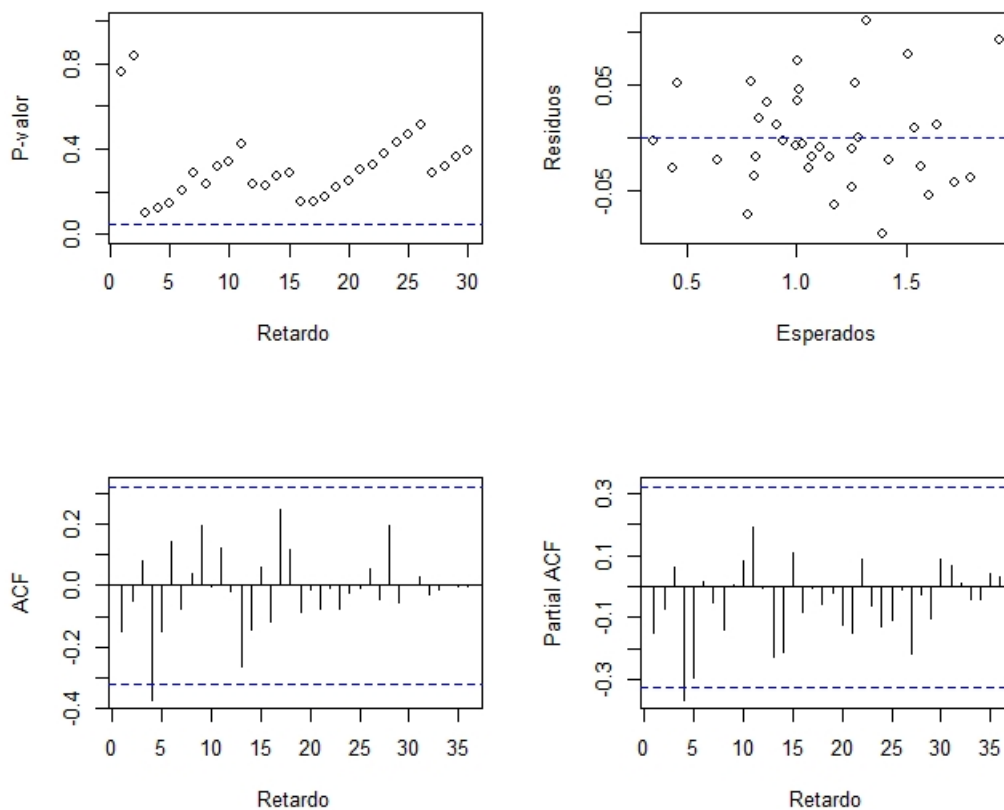 P-valor
0.0 0.4 0.8
0 5 10 15 20 25 30
Retardo
Residuos
-0.05 0.05
0.5 1.0 1.5
Esperados
ACF
-0.4 -0.2 0.0 0.2
0 5 10 15 20 25 30 35
Retardo
Partial ACF
-0.3 -0.1 0.1 0.3
0 5 10 15 20 25 30 35
Retardo